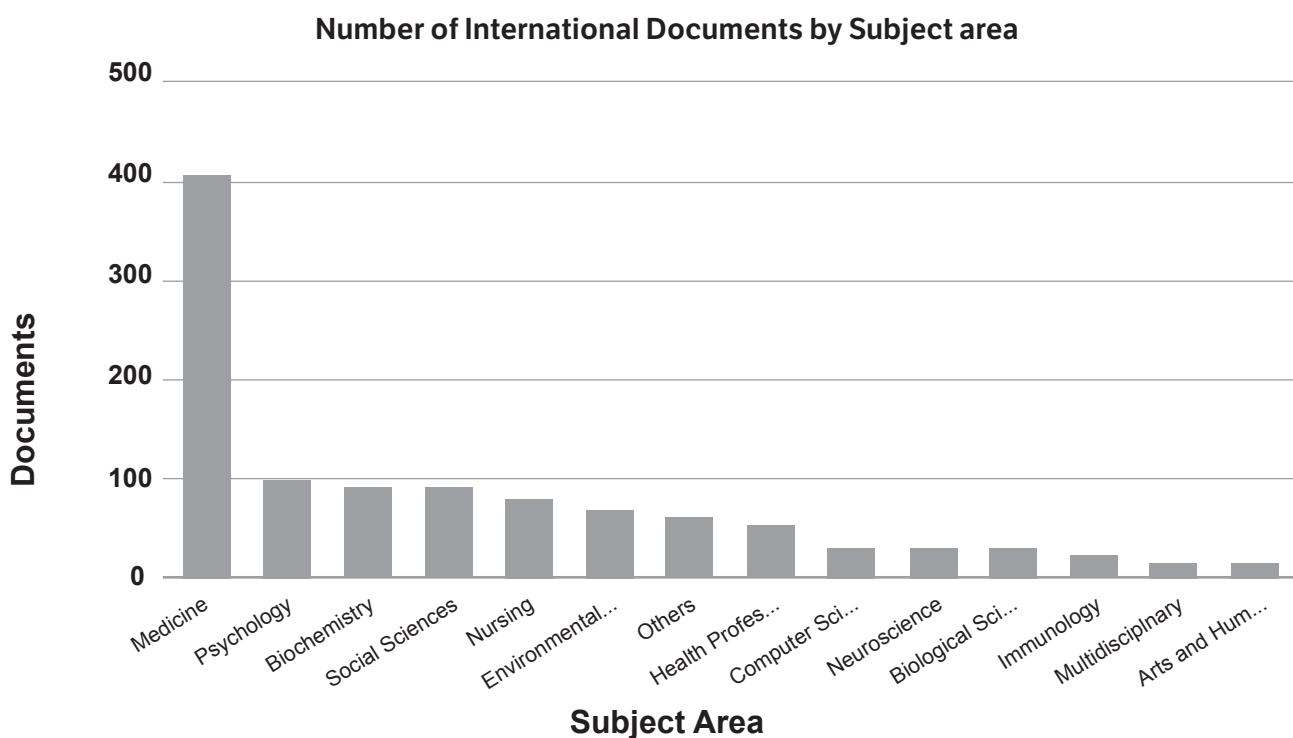 Number of International Documents by Subject area
500
400
300
200
100
0
Documents
Medicine
Psychology
Biochemistry
Social Sciences
Nursing
Environmental...
Others
Health Profes...
Computer Sci...
Neuroscience
Biological Sci...
Immunology
Multidisciplnary
Arts and Hum...
Subject Area